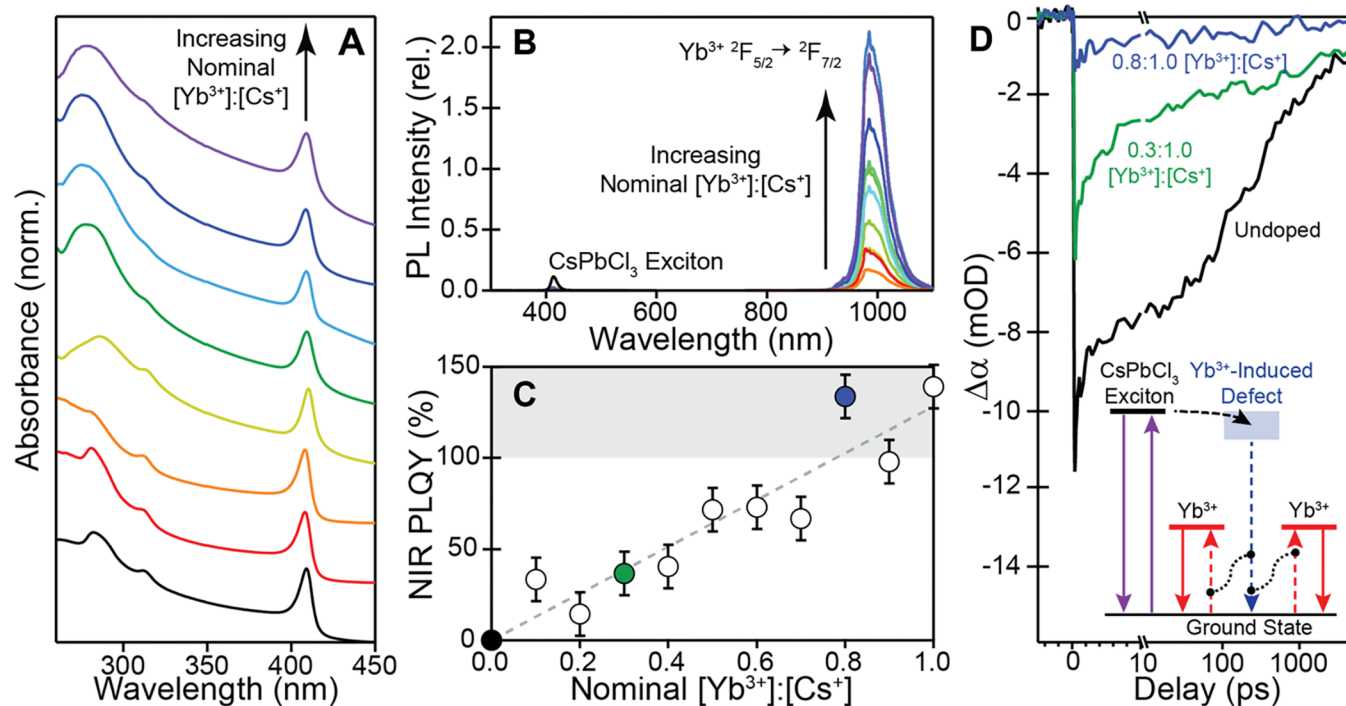 A
Increasing
Nominal
[Yb³⁺]:[Cs⁺]
Absorbance (norm.)
300
350
400
450
Wavelength (nm)
B
Yb³⁺ ²F₅/₂→ ²F₇/₂
2.0
1.5
1.0
0.5
0.0
PL Intensity (rel.)
Increasing
Nominal [Yb³⁺]:[Cs⁺]
CsPbCl₃ Exciton
400
600
800
1000
Wavelength (nm)
C
150
100
50
0
NIR PLQY (%)
0.0
0.2
0.4
0.6
0.8
1.0
Nominal [Yb³⁺]:[Cs⁺]
D
0
-2
-4
-6
-8
-10
-12
-14
Δα (mOD)
0.8:1.0 [Yb³⁺]:[Cs⁺]
0.3:1.0
[Yb³⁺]:[Cs⁺]
Undoped
CsPbCl₃
Exciton
Yb³⁺-Induced
Defect
Yb³⁺
Yb³⁺
Ground State
0
10
100
1000
Delay (ps)